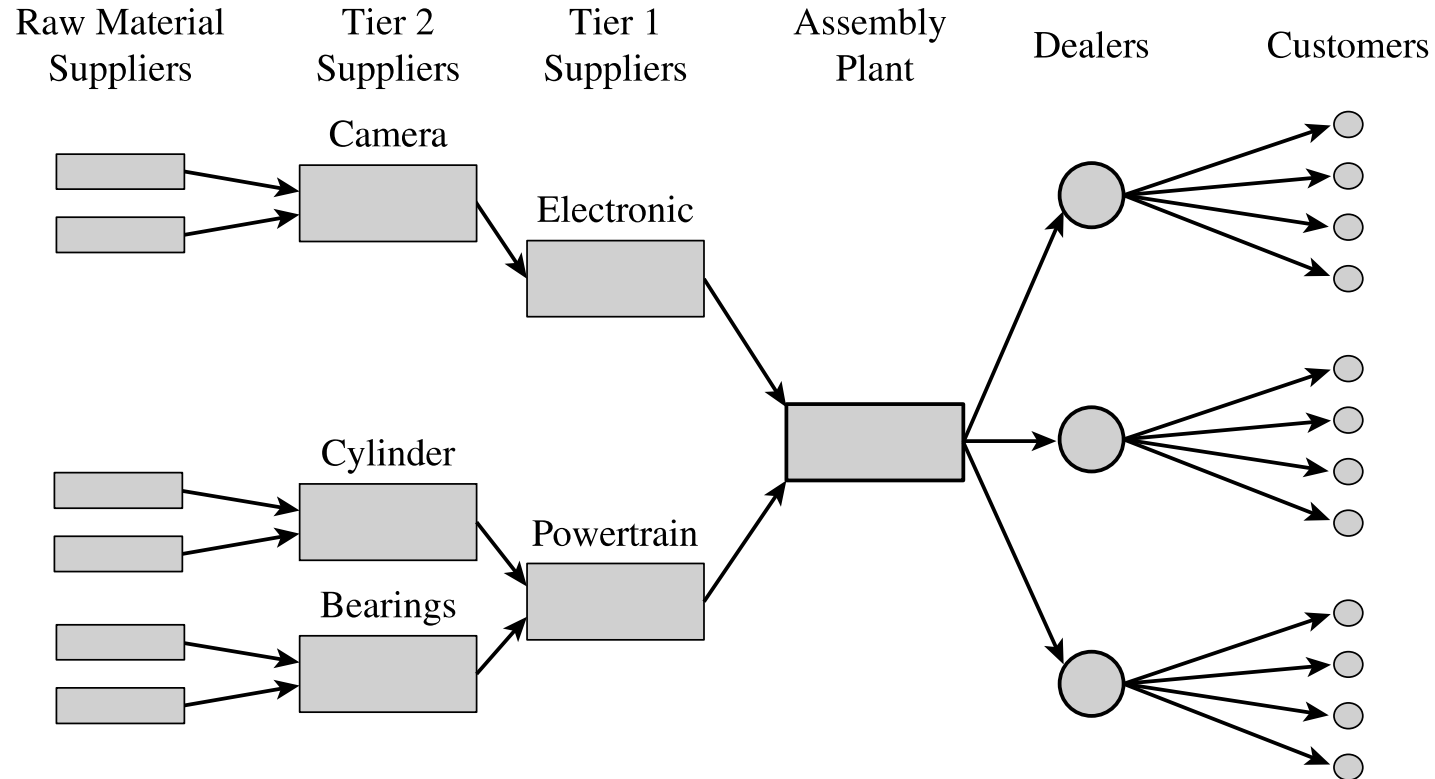 Raw Material
Suppliers
Tier 2
Suppliers
Tier 1
Suppliers
Assembly
Plant
Dealers
Customers
Camera
Electronic
Cylinder
Powertrain
Bearings